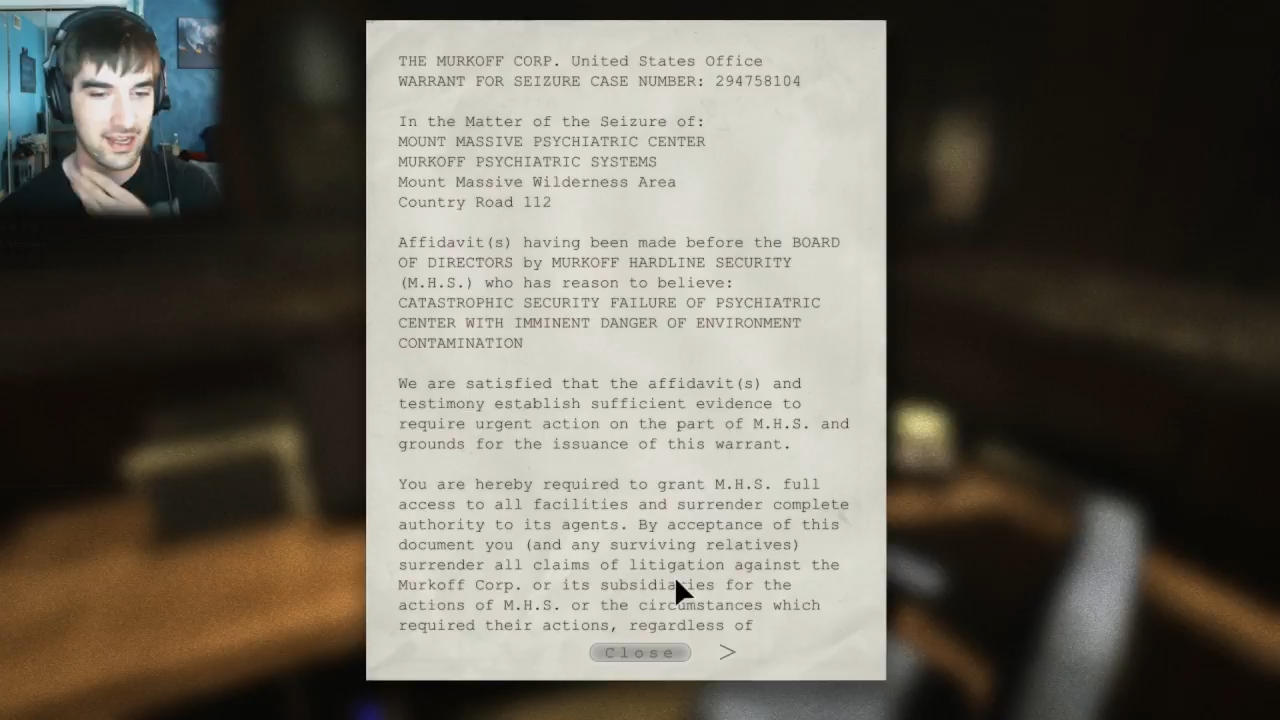 THE MURKOFF CORP. United States Office
WARRANT FOR SEIZURE CASE NUMBER: 294758104
In the Matter of the Seizure of:
MOUNT MASSIVE PSYCHIATRIC CENTER
MURKOFF PSYCHIATRIC SYSTEMS
Mount Massive Wilderness Area
Country Road 112
Affidavit(s) having been made before the BOARD
OF DIRECTORS by MURKOFF HARDLINE SECURITY
(M.H.S.) who has reason to believe:
CATASTROPHIC SECURITY FAILURE OF PSYCHIATRIC
CENTER WITH IMMINENT DANGER OF ENVIRONMENT
CONTAMINATION
We are satisfied that the affidavit(s) and
testimony establish sufficient evidence to
require urgent action on the part of M.H.S. and
grounds for the issuance of this warrant.
You are hereby required to grant M.H.S. full
access to all facilities and surrender complete
authority to its agents. By acceptance of this
document you (and any surviving relatives)
surrender all claims of litigation against the
Murkoff Corp. or its subsidiaries for the
actions of M.H.S. or the circumstances which
required their actions, regardless of
Close >